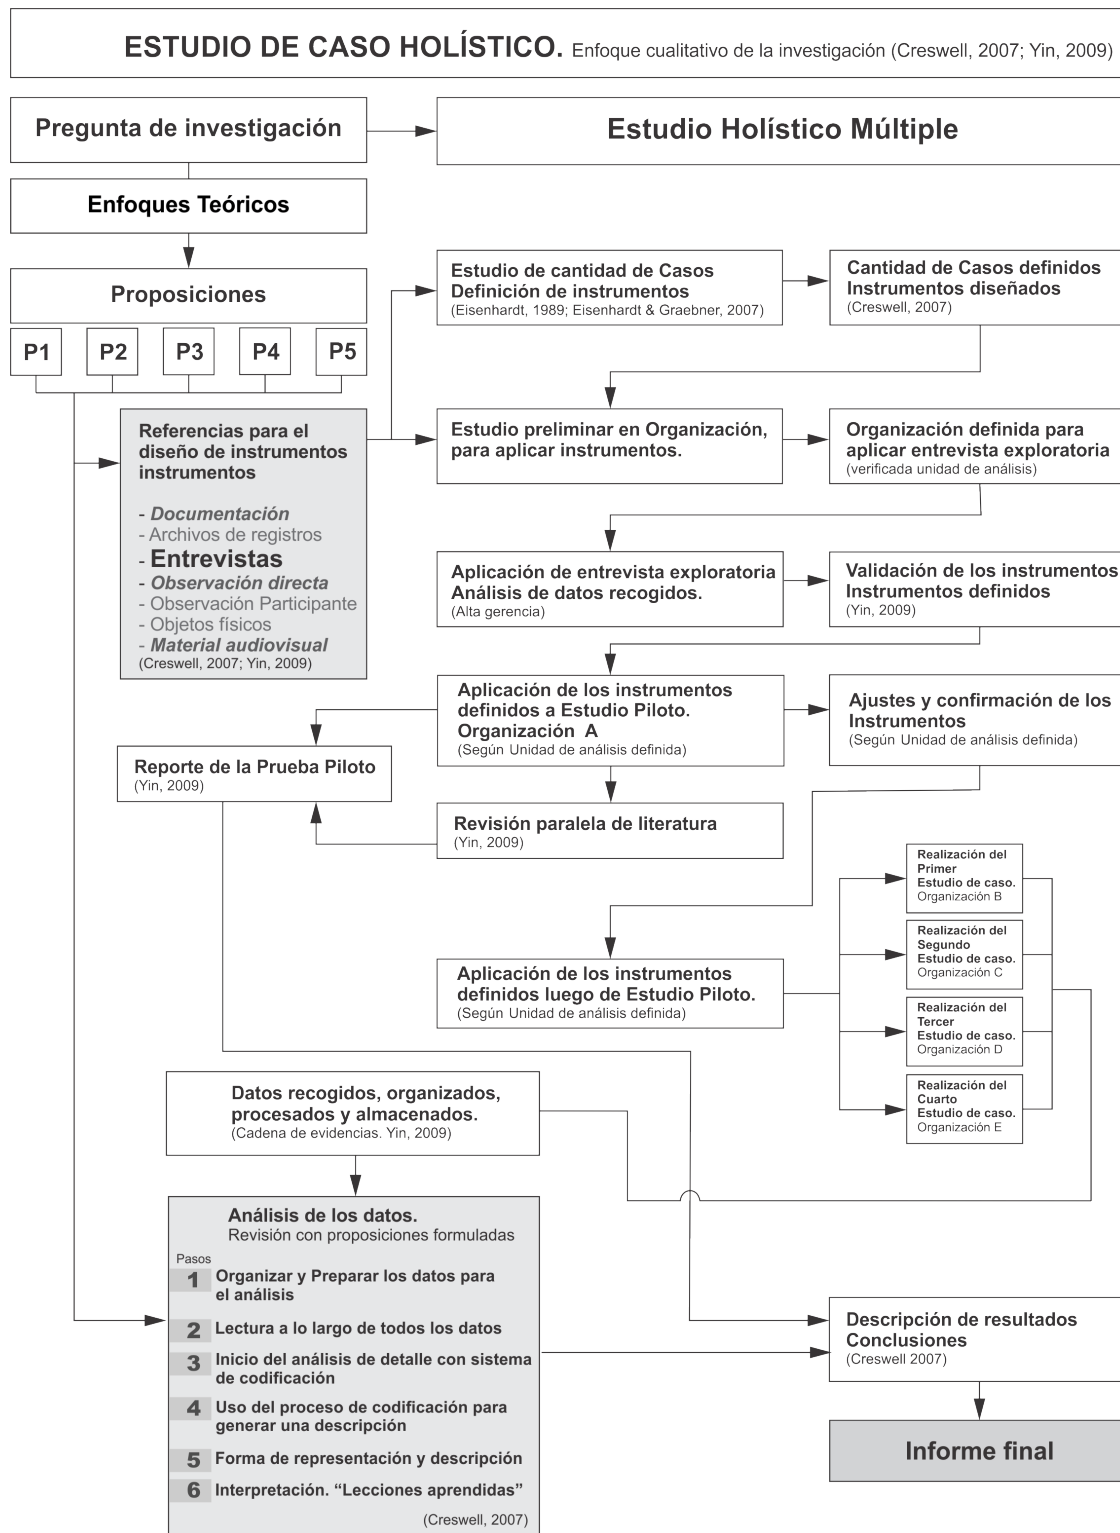 ESTUDIO DE CASO HOLÍSTICO. Enfoque cualitativo de la investigación (Creswell, 2007; Yin, 2009)
Pregunta de investigación
Estudio Holístico Múltiple
Enfoques Teóricos
Proposiciones
P1
P2
P3
P4
P5
Estudio de cantidad de Casos
Definición de instrumentos
(Eisenhardt, 1989; Eisenhardt & Graebner, 2007)
Cantidad de Casos definidos
Instrumentos diseñados
(Creswell, 2007)
Referencias para el
diseño de instrumentos
instrumentos
- Documentación
- Archivos de registros
- Entrevistas
- Observación directa
- Observación Participante
- Objetos físicos
- Material audiovisual
(Creswell, 2007; Yin, 2009)
Estudio preliminar en Organización,
para aplicar instrumentos.
Organización definida para
aplicar entrevista exploratoria
(verificada unidad de análisis)
Aplicación de entrevista exploratoria
Análisis de datos recogidos.
(Alta gerencia)
Validación de los instrumentos
Instrumentos definidos
(Yin, 2009)
Aplicación de los instrumentos
definidos a Estudio Piloto.
Organización A
(Según Unidad de análisis definida)
Ajustes y confirmación de los
Instrumentos
(Según Unidad de análisis definida)
Reporte de la Prueba Piloto
(Yin, 2009)
Revisión paralela de literatura
(Yin, 2009)
Realización del
Primer
Estudio de caso.
Organización B
Realización del
Segundo
Estudio de caso.
Organización C
Aplicación de los instrumentos
definidos luego de Estudio Piloto.
(Según Unidad de análisis definida)
Realización del
Tercer
Estudio de caso.
Organización D
Realización del
Cuarto
Estudio de caso.
Organización E
Datos recogidos, organizados,
procesados y almacenados.
(Cadena de evidencias. Yin, 2009)
Análisis de los datos.
Revisión con proposiciones formuladas
Pasos
1 Organizar y Preparar los datos para
el análisis
2 Lectura a lo largo de todos los datos
3 Inicio del análisis de detalle con sistema
de codificación
4 Uso del proceso de codificación para
generar una descripción
5 Forma de representación y descripción
6 Interpretación. “Lecciones aprendidas”
(Creswell, 2007)
Descripción de resultados
Conclusiones
(Creswell 2007)
Informe final